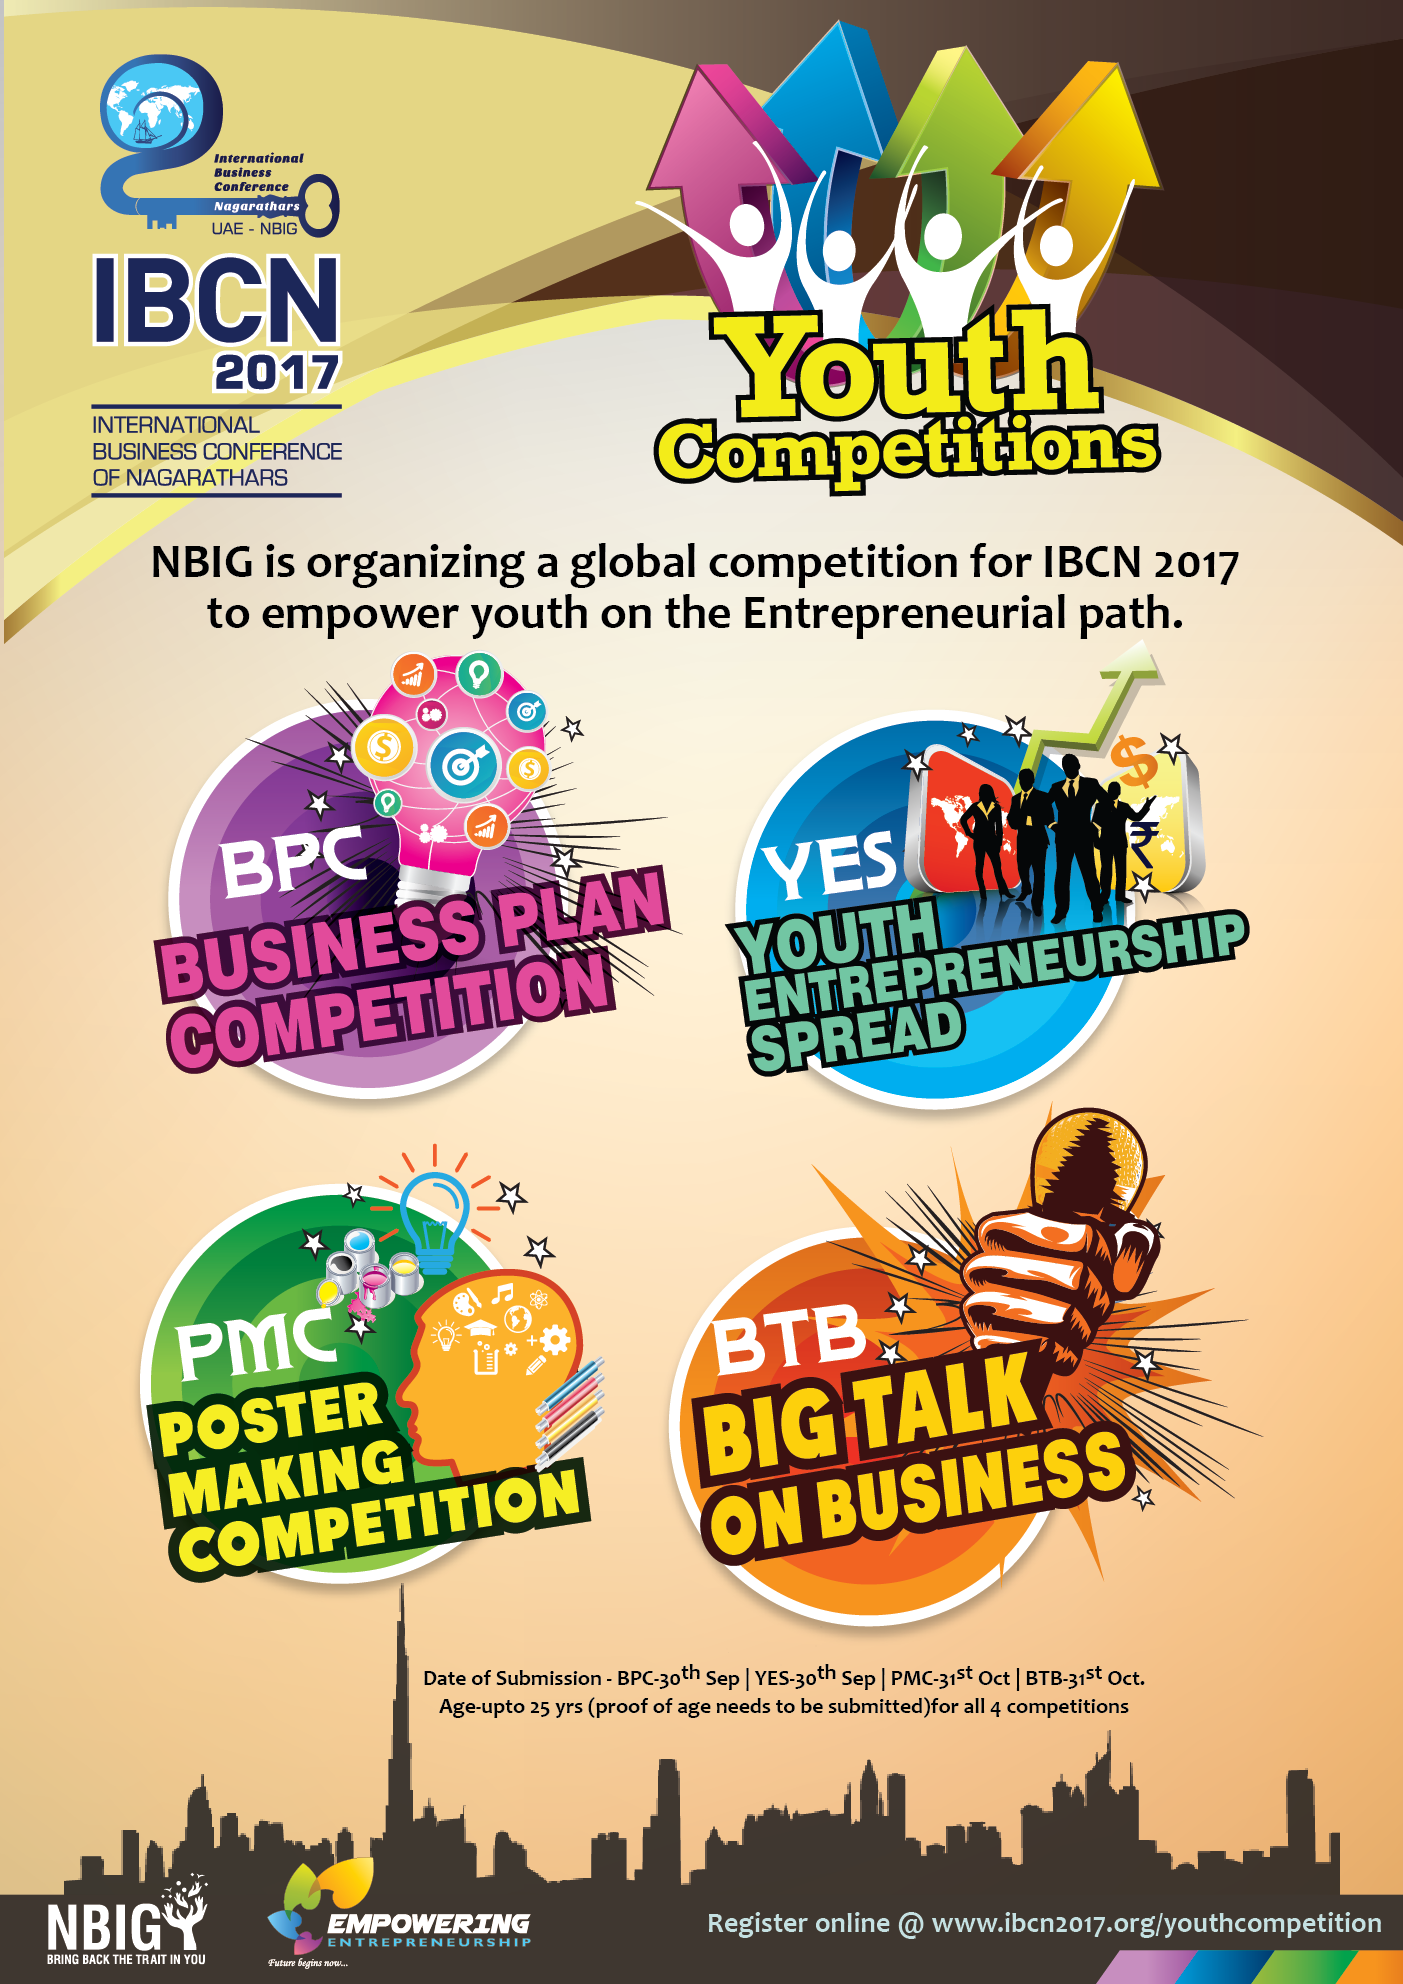 International
Business
Conference
Nagarathars
UAE - NBIG
IBCN
2017
INTERNATIONAL
BUSINESS CONFERENCE
OF NAGARATHARS
Youth
Competitions
NBIG is organizing a global competition for IBCN 2017
to empower youth on the Entrepreneurial path.
BPC
BUSINESS PLAN
COMPETITION
YES
YOUTH
ENTREPRENEURSHIP
SPREAD
PMC
POSTER
MAKING
COMPETITION
BTB
BIG TALK
ON BUSINESS
Date of Submission - BPC-30th Sep | YES-30th Sep | PMC-31st Oct | BTB-31st Oct.
Age-upto 25 yrs (proof of age needs to be submitted)for all 4 competitions
NBIG
BRING BACK THE TRAIT IN YOU
EMPOWERING
ENTREPRENEURSHIP
Future begins now...
Register online @ www.ibcn2017.org/youthcompetition